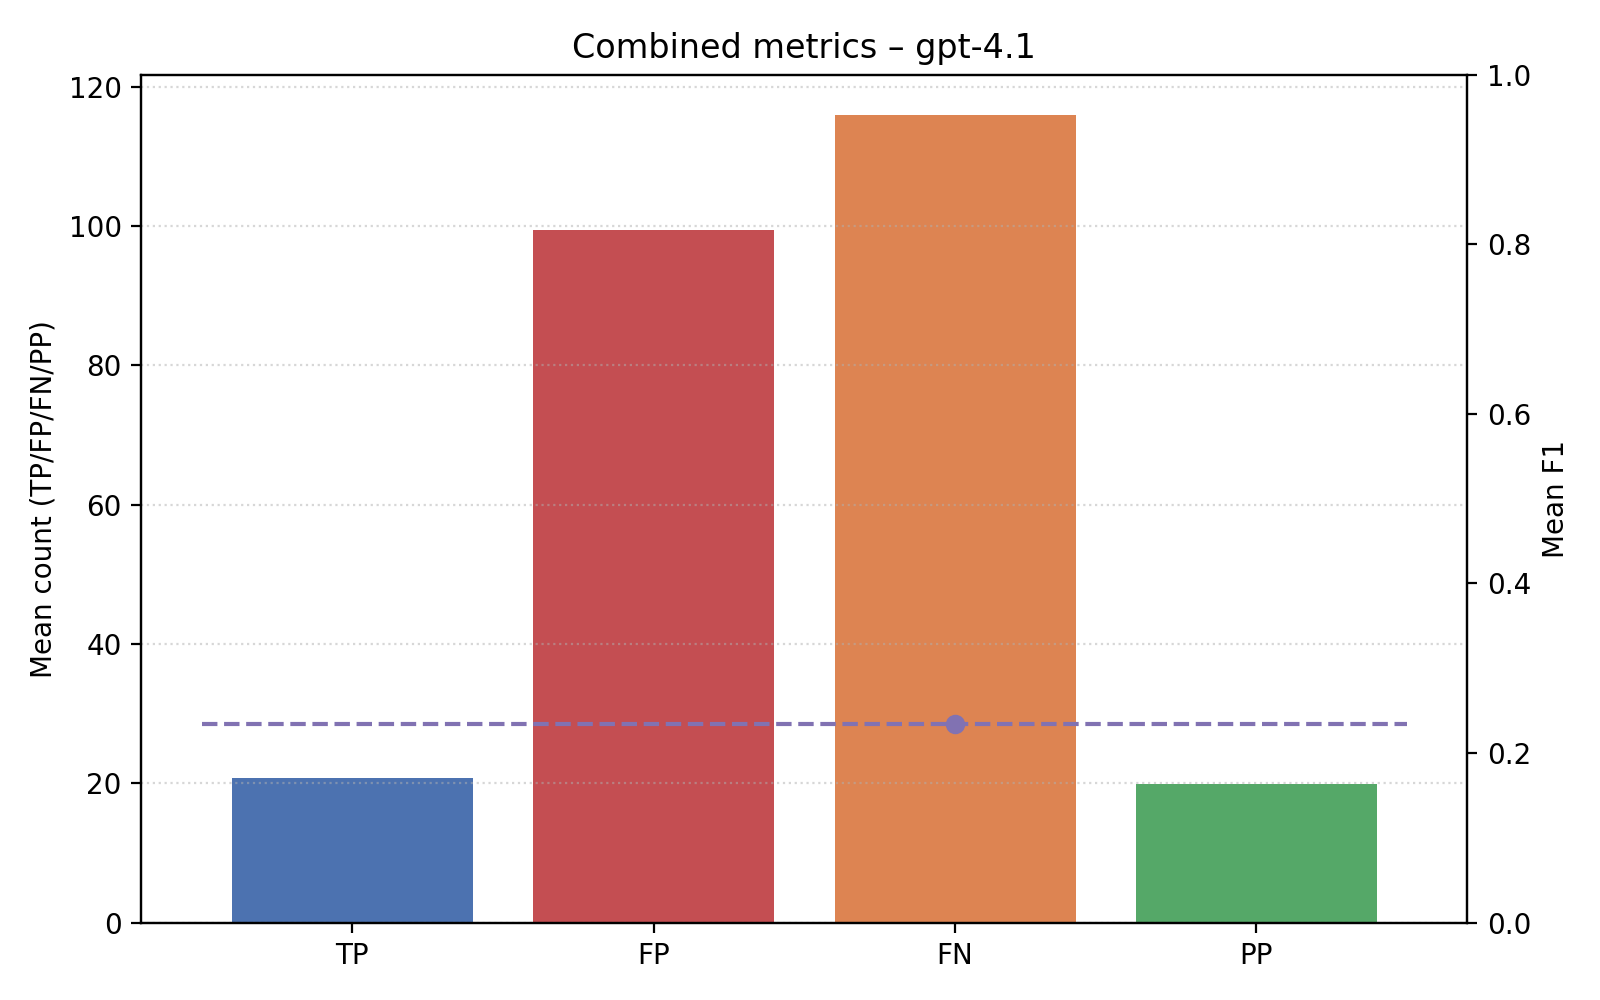 Combined metrics – gpt-4.1
Mean count (TP/FP/FN/PP)
120
100
80
60
40
20
0
TP
FP
FN
PP
1.0
0.8
0.6
0.4
0.2
0.0
Mean F1